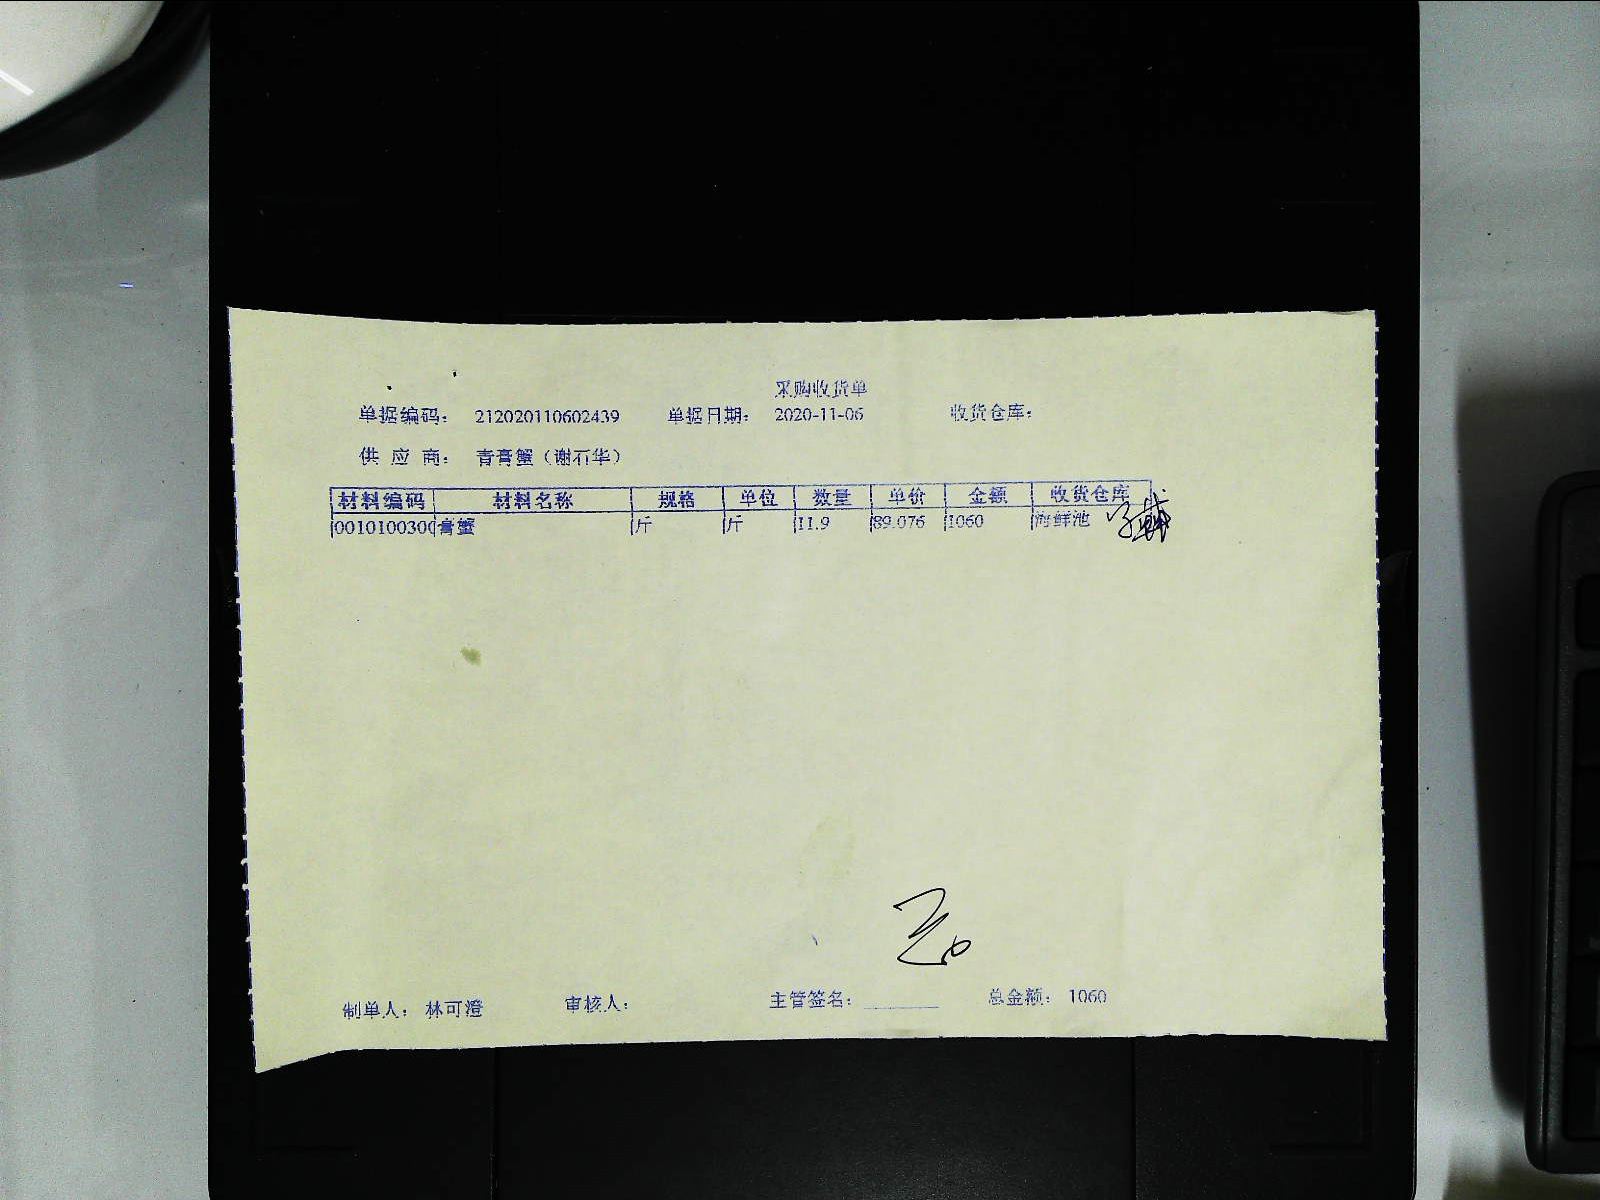 采购收货单
单据编码： 212020110602439 单据日期： 2020-11-06 收货仓库：
供 应 商： 青膏蟹（谢石华）
材料编码 材料名称 规格 单位 数量 单价 金额 收货仓库
0010100300 膏蟹 斤 斤 11.9 89.076 1060 海鲜池
制单人： 林可澄 审核人： 主管签名： 总金额： 1060